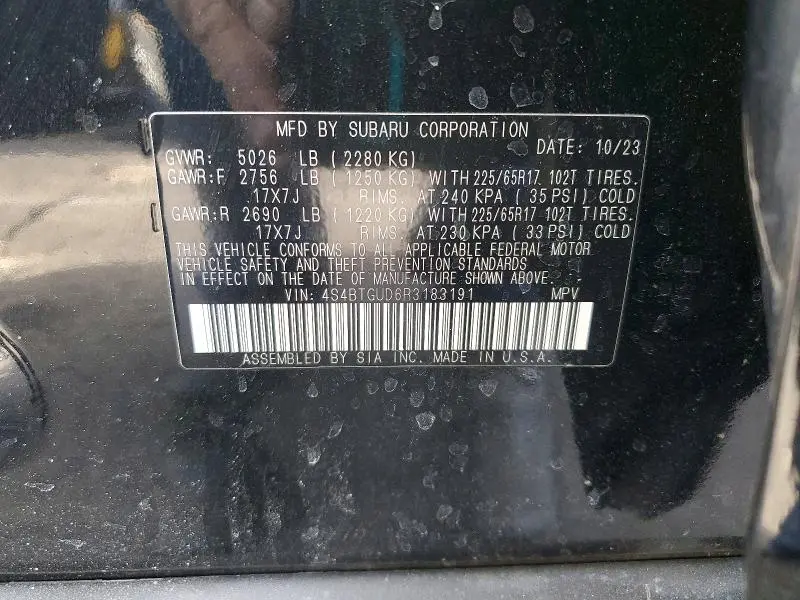 MFD BY SUBARU CORPORATION
GVWR: 5026 LB ( 2280 KG) DATE: 10/23
GAWR:F 2756 LB ( 1250 KG) WITH 225/65R17 102T TIRES.
17X7J RIMS. AT 240 KPA ( 35 PSI) COLD
GAWR:R 2690 LB ( 1220 KG) WITH 225/65R17 102T TIRES.
17X7J RIMS. AT 230 KPA ( 33 PSI) COLD
THIS VEHICLE CONFORMS TO ALL APPLICABLE FEDERAL MOTOR
VEHICLE SAFETY AND THEFT PREVENTION STANDARDS
IN EFFECT ON THE DATE OF MANUFACTURE SHOWN ABOVE.
VIN: 4S4BTGUD6R3183191 MPV
ASSEMBLED BY SIA INC. MADE IN U.S.A.